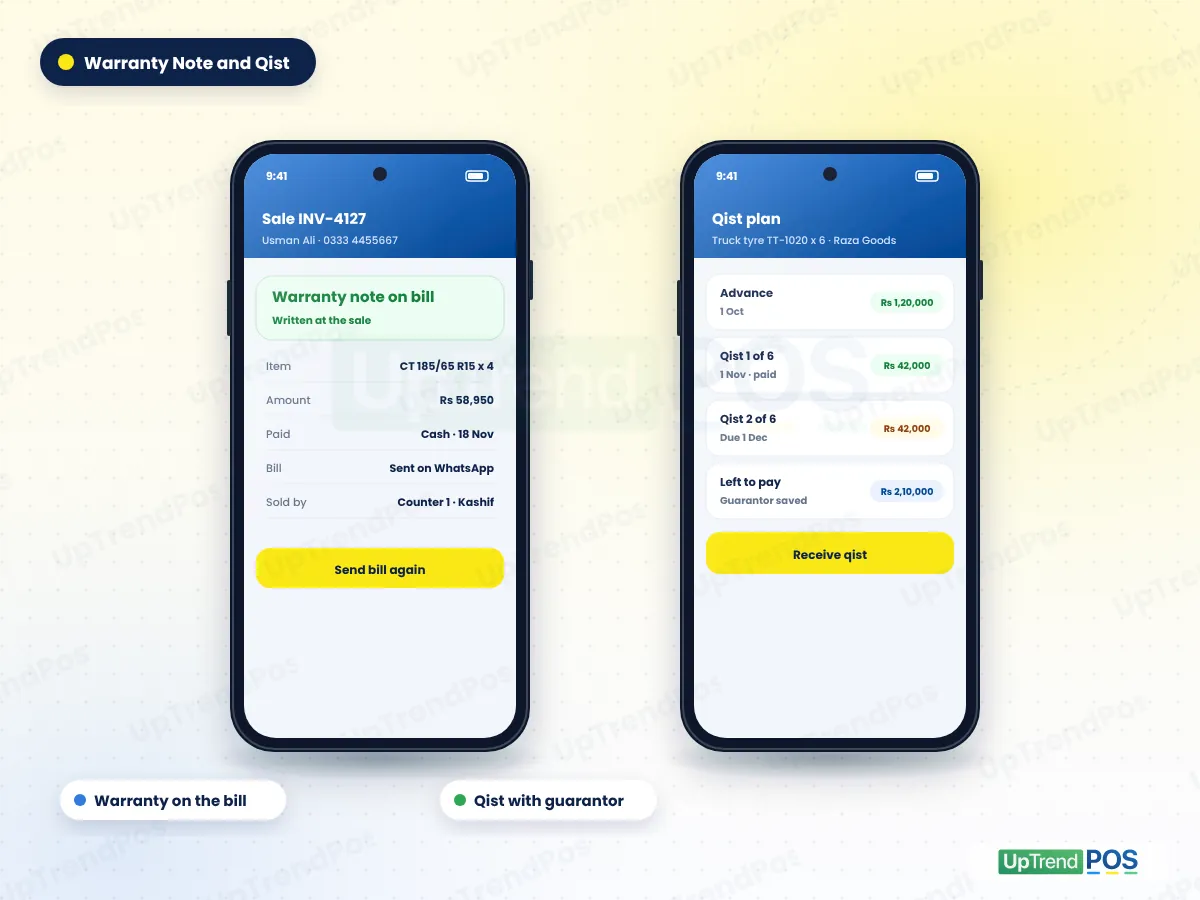 Warranty Note and Qist
9:41
Sale INV-4127
Usman Ali · 0333 4455667
Warranty note on bill
Written at the sale
Item CT 185/65 R15 x 4
Amount Rs 58,950
Paid Cash · 18 Nov
Bill Sent on WhatsApp
Sold by Counter 1 · Kashif
Send bill again
9:41
Qist plan
Truck tyre TT-1020 x 6 · Raza Goods
Advance
1 Oct
Rs 1,20,000
Qist 1 of 6
1 Nov · paid
Rs 42,000
Qist 2 of 6
Due 1 Dec
Rs 42,000
Left to pay
Guarantor saved
Rs 2,10,000
Receive qist
Warranty on the bill
Qist with guarantor
UpTrendPOS